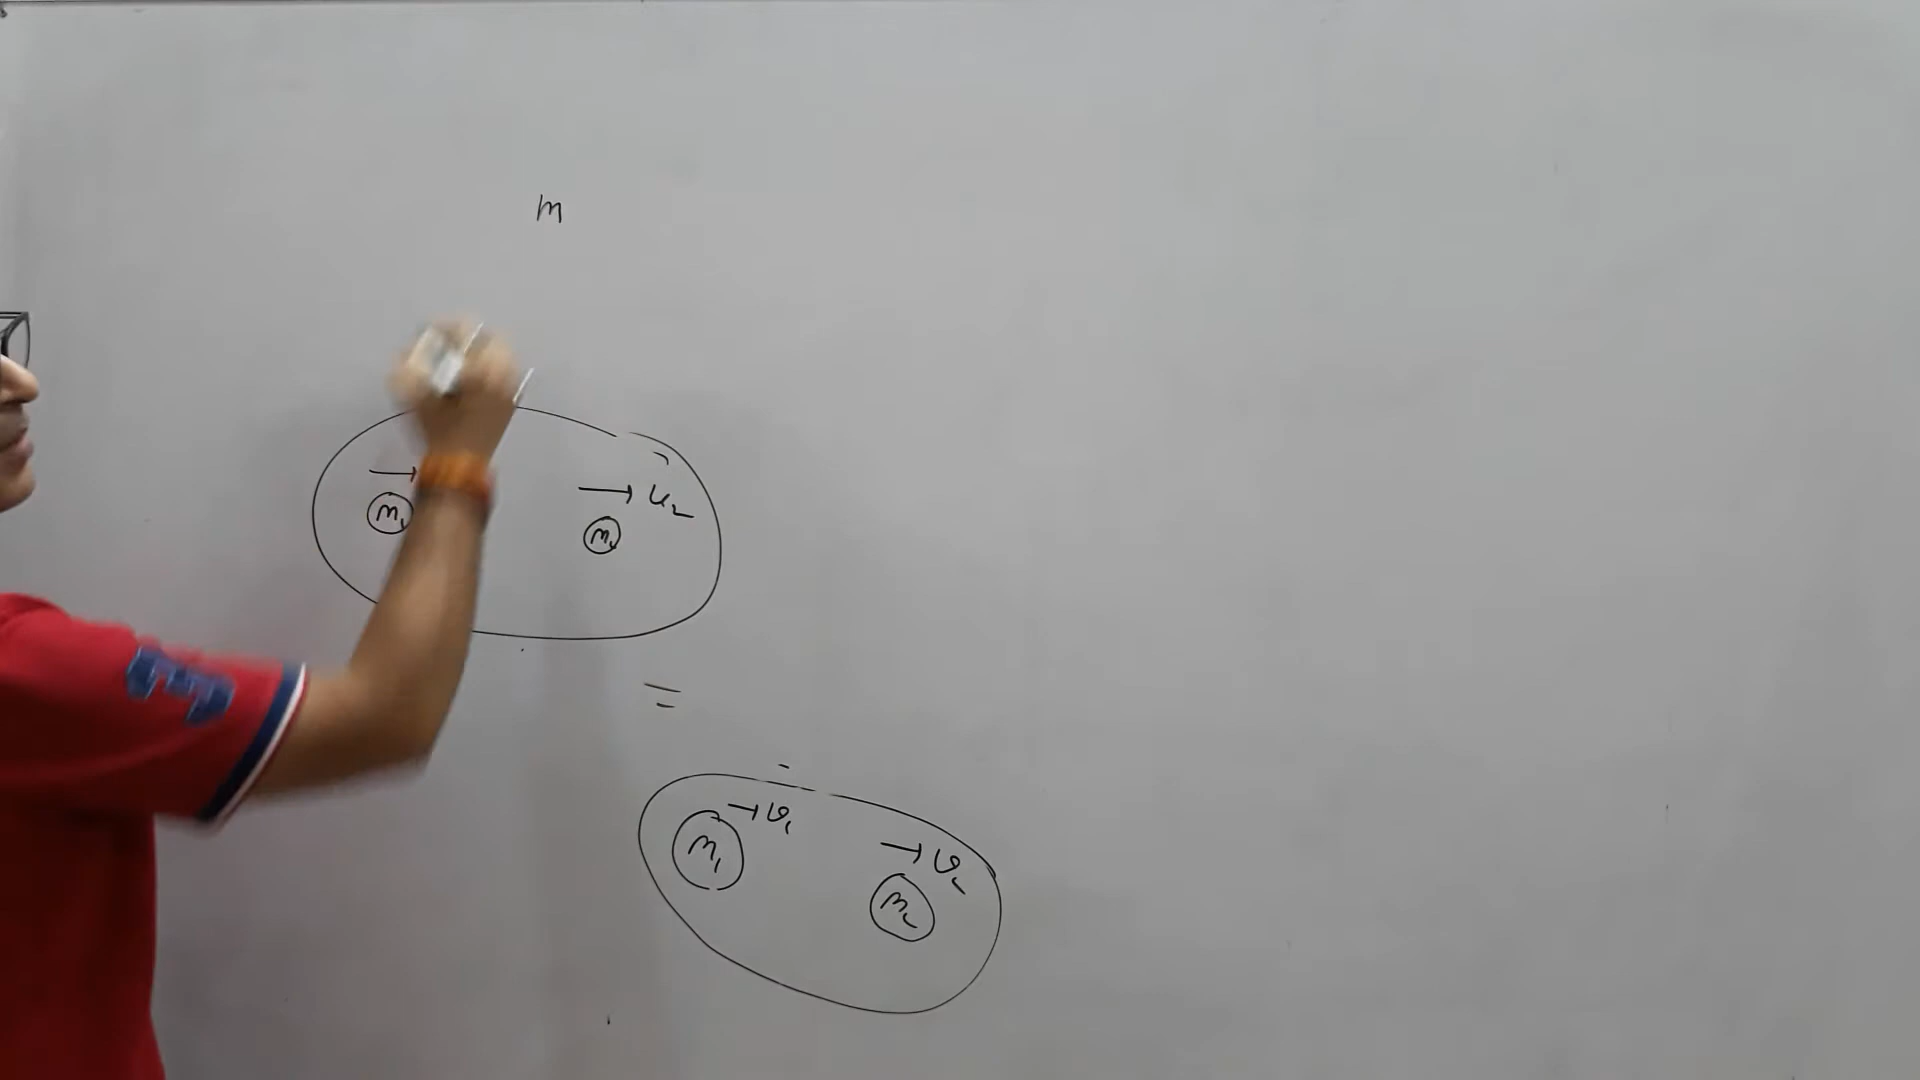 m
→ → u₂
m₁ m₂
=
→ v₁
m₁ → v₂
m₂